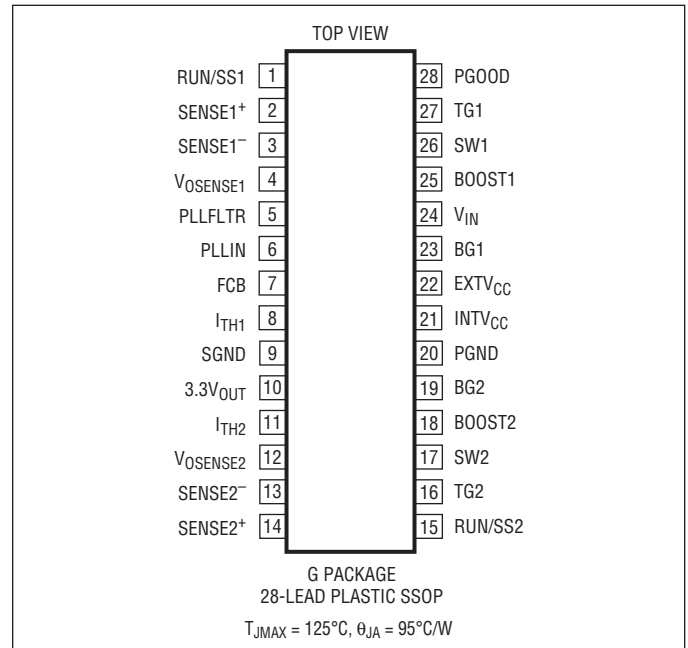 TOP VIEW
RUN/SS1 1
SENSE1⁺ 2
SENSE1⁻ 3
VOSENSE1 4
PLLFLTR 5
PLLIN 6
FCB 7
ITH1 8
SGND 9
3.3VOUT 10
ITH2 11
VOSENSE2 12
SENSE2⁻ 13
SENSE2⁺ 14
28 PGOOD
27 TG1
26 SW1
25 BOOST1
24 VIN
23 BG1
22 EXTVCC
21 INTVCC
20 PGND
19 BG2
18 BOOST2
17 SW2
16 TG2
15 RUN/SS2
G PACKAGE
28-LEAD PLASTIC SSOP
TJMAX = 125°C, θJA = 95°C/W